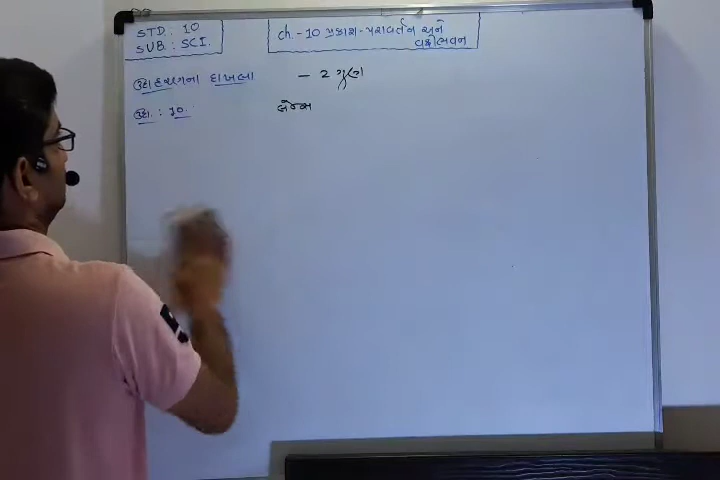 STD : 10
SUB : SCI.
ch. - 10 પ્રકાશ - પરાવર્તન અને
વક્રીભવન
ઉદાહરણના દાખલા — 2 ગુણ
ઉદા. : 10. લેન્સ